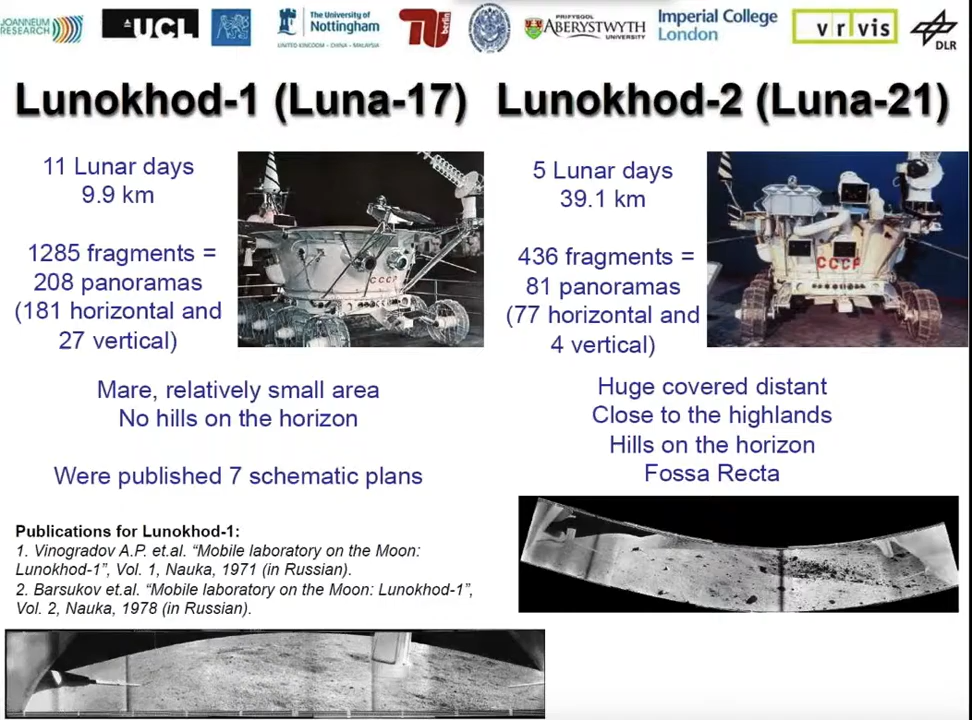 JOANNEUM
RESEARCH
UCL
The University of
Nottingham
UNITED KINGDOM · CHINA · MALAYSIA
berlin
PRIFYSGOL
ABERYSTWYTH
UNIVERSITY
Imperial College
London
vrvis
DLR
Lunokhod-1 (Luna-17)
11 Lunar days
9.9 km
1285 fragments =
208 panoramas
(181 horizontal and
27 vertical)
CCCP
Mare, relatively small area
No hills on the horizon
Were published 7 schematic plans
Publications for Lunokhod-1:
1. Vinogradov A.P. et.al. “Mobile laboratory on the Moon:
Lunokhod-1”, Vol. 1, Nauka, 1971 (in Russian).
2. Barsukov et.al. “Mobile laboratory on the Moon: Lunokhod-1”,
Vol. 2, Nauka, 1978 (in Russian).
Lunokhod-2 (Luna-21)
5 Lunar days
39.1 km
436 fragments =
81 panoramas
(77 horizontal and
4 vertical)
CCCP
Huge covered distant
Close to the highlands
Hills on the horizon
Fossa Recta